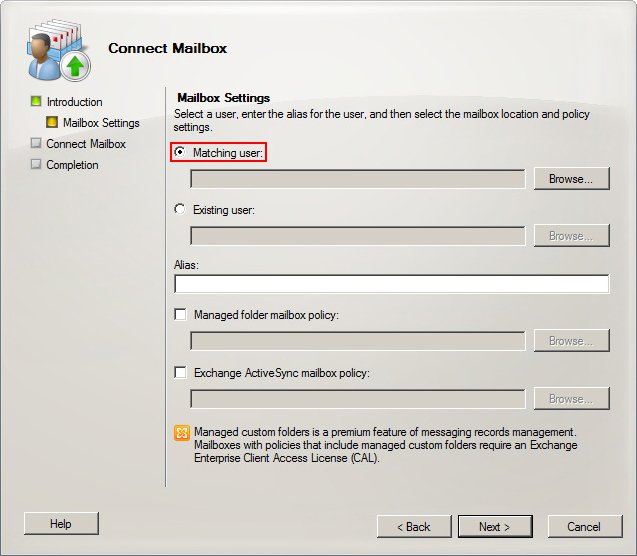 Connect Mailbox
Introduction
Mailbox Settings
Connect Mailbox
Completion
Mailbox Settings
Select a user, enter the alias for the user, and then select the mailbox location and policy
settings.
Matching user:
Browse...
Existing user:
Browse...
Alias:
Managed folder mailbox policy:
Browse...
Exchange ActiveSync mailbox policy:
Browse...
Managed custom folders is a premium feature of messaging records management.
Mailboxes with policies that include managed custom folders require an Exchange
Enterprise Client Access License (CAL).
Help
< Back
Next >
Cancel